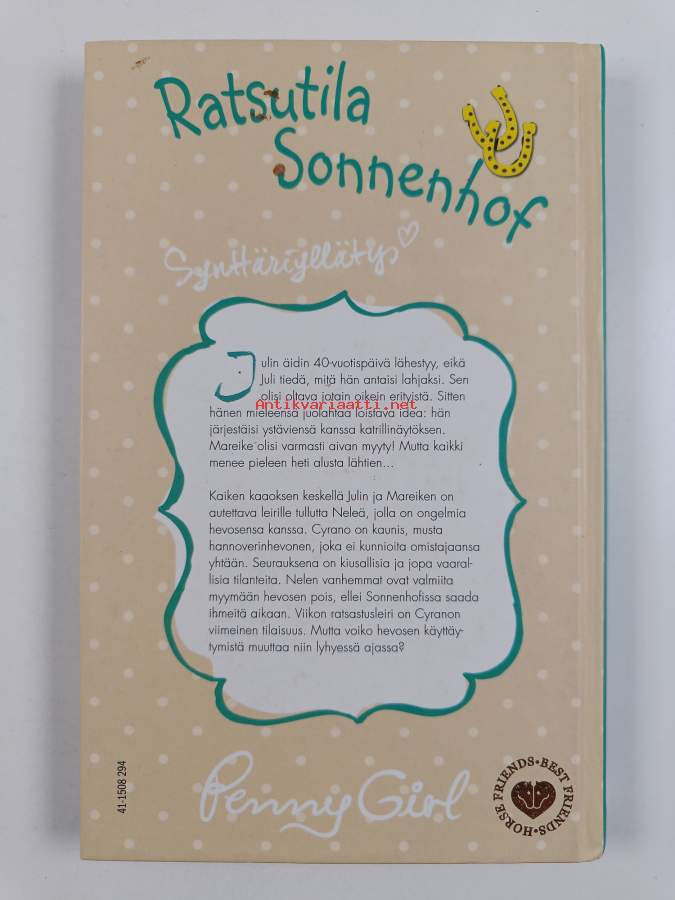 Ratsutila
Sonnenhof
Synttäriyllätys
Julin äidin 40-vuotispäivä lähestyy, eikä
Juli tiedä, mitä hän antaisi lahjaksi. Sen
olisi oltava jotain oikein erityistä. Sitten
Antikvariaatti.net
hänen mieleensä juolahtaa loistava idea: hän
järjestäisi ystäviensä kanssa katrillinäytöksen.
Mareike olisi varmasti aivan myyty! Mutta kaikki
menee pieleen heti alusta lähtien...
Kaiken kaaoksen keskellä Julin ja Mareiken on
autettava leirille tullutta Neleä, jolla on ongelmia
hevosensa kanssa. Cyrano on kaunis, musta
hannoverinhevonen, joka ei kunnioita omistajaansa
yhtään. Seurauksena on kiusallisia ja jopa vaaral-
lisia tilanteita. Nelen vanhemmat ovat valmiita
myymään hevosen pois, ellei Sonnenhofissa saada
ihmeitä aikaan. Viikon ratsastusleiri on Cyranon
viimeinen tilaisuus. Mutta voiko hevosen käyttäy-
tymistä muuttaa niin lyhyessä ajassa?
41-1508 294
Penny Girl
HORSE FRIENDS•BEST FRIENDS•